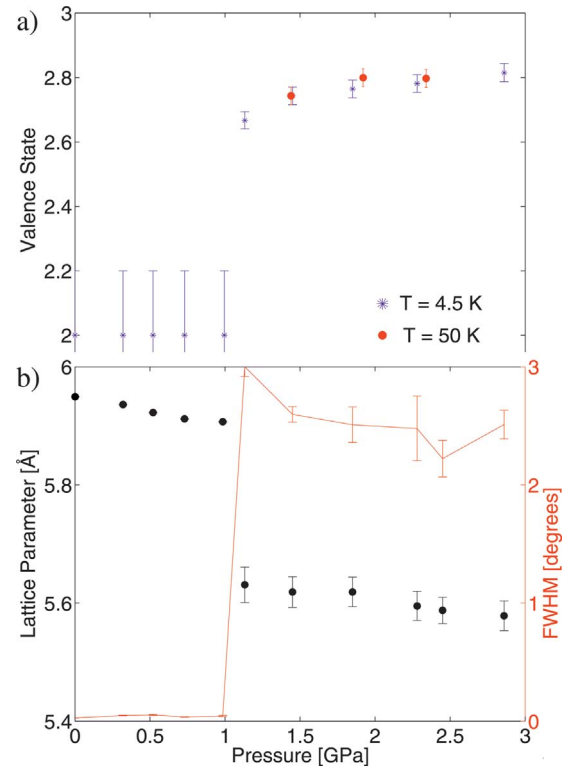 a)
3
2.8
2.6
2.4
2.2
2
Valence State
T = 4.5 K
T = 50 K
b)
6
5.8
5.6
5.4
Lattice Parameter [Å]
3
2
1
0
FWHM [degrees]
0 0.5 1 1.5 2 2.5 3
Pressure [GPa]